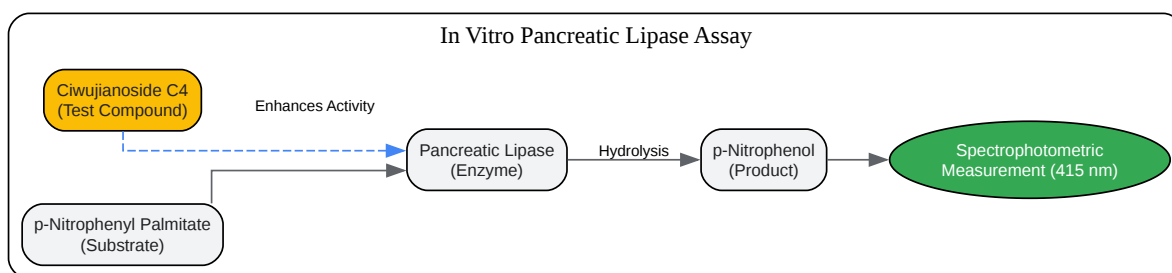 In Vitro Pancreatic Lipase Assay
Ciwujianoside C4
(Test Compound)
Enhances Activity
Pancreatic Lipase
(Enzyme)
Hydrolysis
p-Nitrophenol
(Product)
Spectrophotometric
Measurement (415 nm)
p-Nitrophenyl Palmitate
(Substrate)